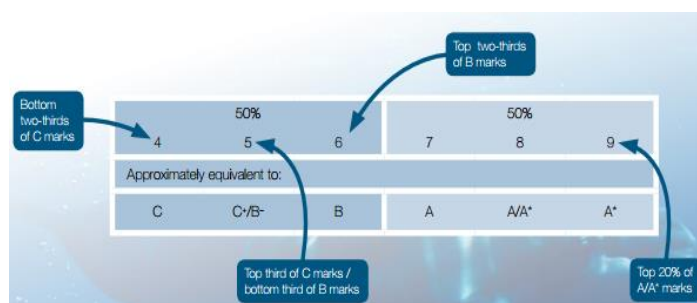 Top two-thirds
of B marks
Bottom
two-thirds
of C marks
50% 50%
4 5 6 7 8 9
Approximately equivalent to:
C C⁺/B⁻ B A A/A* A*
Top third of C marks /
bottom third of B marks
Top 20% of
A/A* marks